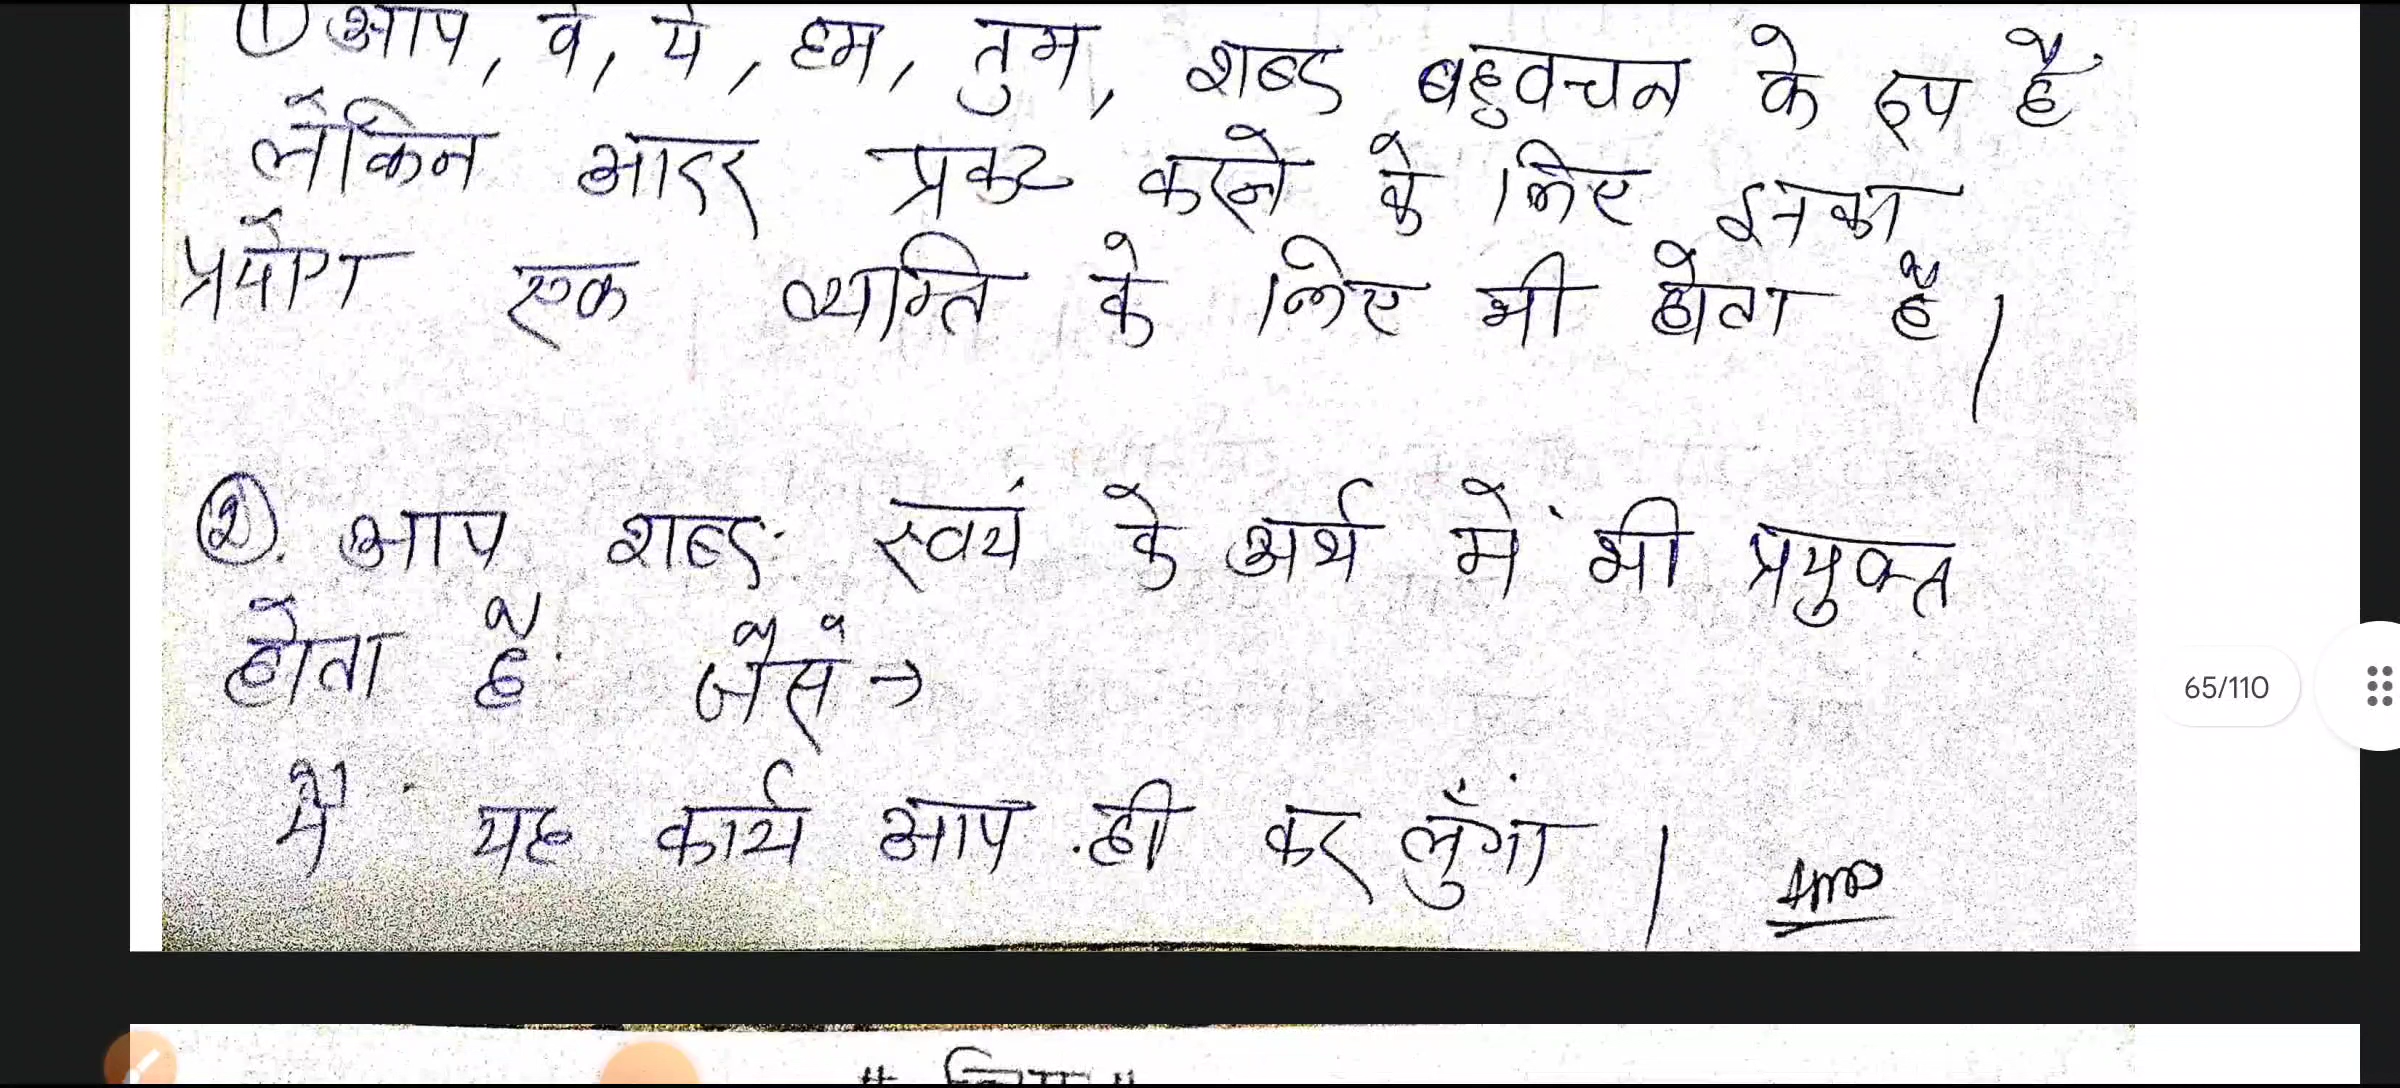 ① आप, वे, ये, हम, तुम, शब्द बहुवचन के रूप है
लेकिन आदर प्रकट करने के लिए इनका
प्रयोग एक व्यक्ति के लिए भी होता है।
②. आप शब्द स्वयं के अर्थ में भी प्रयुक्त
होता है जैसे →
मै यह कार्य आप ही कर लुँगा।
65/110